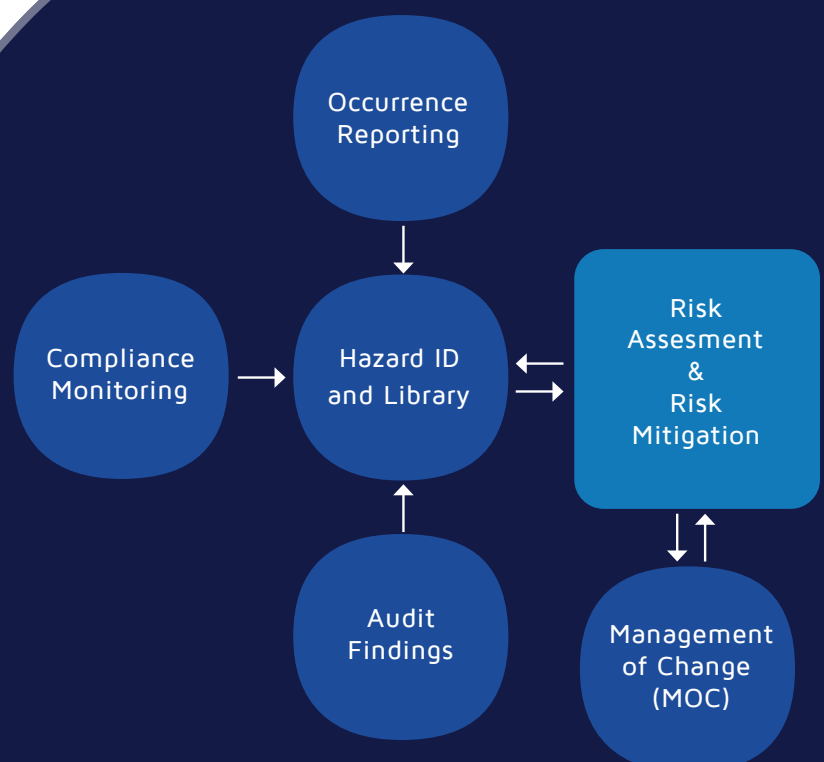 Occurrence
Reporting
Compliance
Monitoring
Hazard ID
and Library
Risk
Assesment
&
Risk
Mitigation
Audit
Findings
Management
of Change
(MOC)